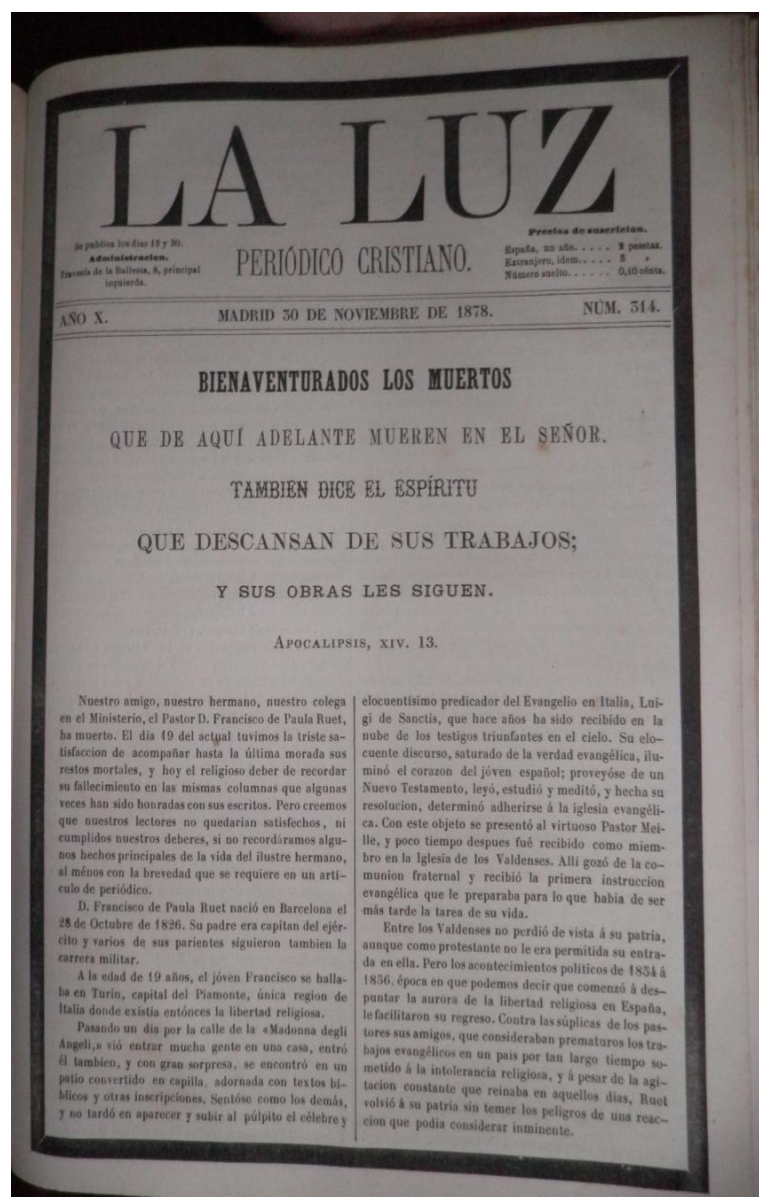 LA LUZ
Se publica los dias 15 y 30.
Administracion.
Travesía de la Ballesta, 8, principal
izquierda.
PERIÓDICO CRISTIANO.
Precios de suscricion.
España, un año..... 2 pesetas.
Extranjero, idem..... 5 »
Número suelto...... 0,10 cénts.
AÑO X.
MADRID 30 DE NOVIEMBRE DE 1878.
NÚM. 314.
BIENAVENTURADOS LOS MUERTOS
QUE DE AQUÍ ADELANTE MUEREN EN EL SEÑOR.
TAMBIEN DICE EL ESPÍRITU
QUE DESCANSAN DE SUS TRABAJOS;
Y SUS OBRAS LES SIGUEN.
APOCALIPSIS, XIV. 13.
Nuestro amigo, nuestro hermano, nuestro colega
en el Ministerio, el Pastor D. Francisco de Paula Ruet,
ha muerto. El dia 19 del actual tuvimos la triste sa-
tisfaccion de acompañar hasta la última morada sus
restos mortales, y hoy el religioso deber de recordar
su fallecimiento en las mismas columnas que algunas
veces han sido honradas con sus escritos. Pero creemos
que nuestros lectores no quedarian satisfechos, ni
cumplidos nuestros deberes, si no recordáramos algu-
nos hechos principales de la vida del ilustre hermano,
al ménos con la brevedad que se requiere en un artí-
culo de periódico.
D. Francisco de Paula Ruet nació en Barcelona el
28 de Octubre de 1826. Su padre era capitan del ejér-
cito y varios de sus parientes siguieron tambien la
carrera militar.
A la edad de 19 años, el jóven Francisco se halla-
ba en Turin, capital del Piamonte, única region de
Italia donde existia entónces la libertad religiosa.
Pasando un dia por la calle de la «Madonna degli
Angeli,» vió entrar mucha gente en una casa, entró
él tambien, y con gran sorpresa, se encontró en un
patio convertido en capilla, adornada con textos bí-
blicos y otras inscripciones. Sentóse como los demás,
y no tardó en aparecer y subir al púlpito el célebre y
elocuentísimo predicador del Evangelio en Italia, Lui-
gi de Sanctis, que hace años ha sido recibido en la
nube de los testigos triunfantes en el cielo. Su elo-
cuente discurso, saturado de la verdad evangélica, ilu-
minó el corazon del jóven español; proveyóse de un
Nuevo Testamento, leyó, estudió y meditó, y hecha su
resolucion, determinó adherirse á la iglesia evangéli-
ca. Con este objeto se presentó al virtuoso Pastor Mei-
lle, y poco tiempo despues fué recibido como miem-
bro en la Iglesia de los Valdenses. Allí gozó de la co-
munion fraternal y recibió la primera instruccion
evangélica que le preparaba para lo que habia de ser
más tarde la tarea de su vida.
Entre los Valdenses no perdió de vista á su patria,
aunque como protestante no le era permitida su entra-
da en ella. Pero los acontecimientos politicos de 1854 á
1856, época en que podemos decir que comenzó á des-
puntar la aurora de la libertad religiosa en España,
le facilitaron su regreso. Contra las súplicas de los pas-
tores sus amigos, que consideraban prematuros los tra-
bajos evangélicos en un pais por tan largo tiempo so-
metido á la intolerancia religiosa, y á pesar de la agi-
tacion constante que reinaba en aquellos dias, Ruet
volvió á su patria sin temer los peligros de una reac-
cion que podia considerar inminente.